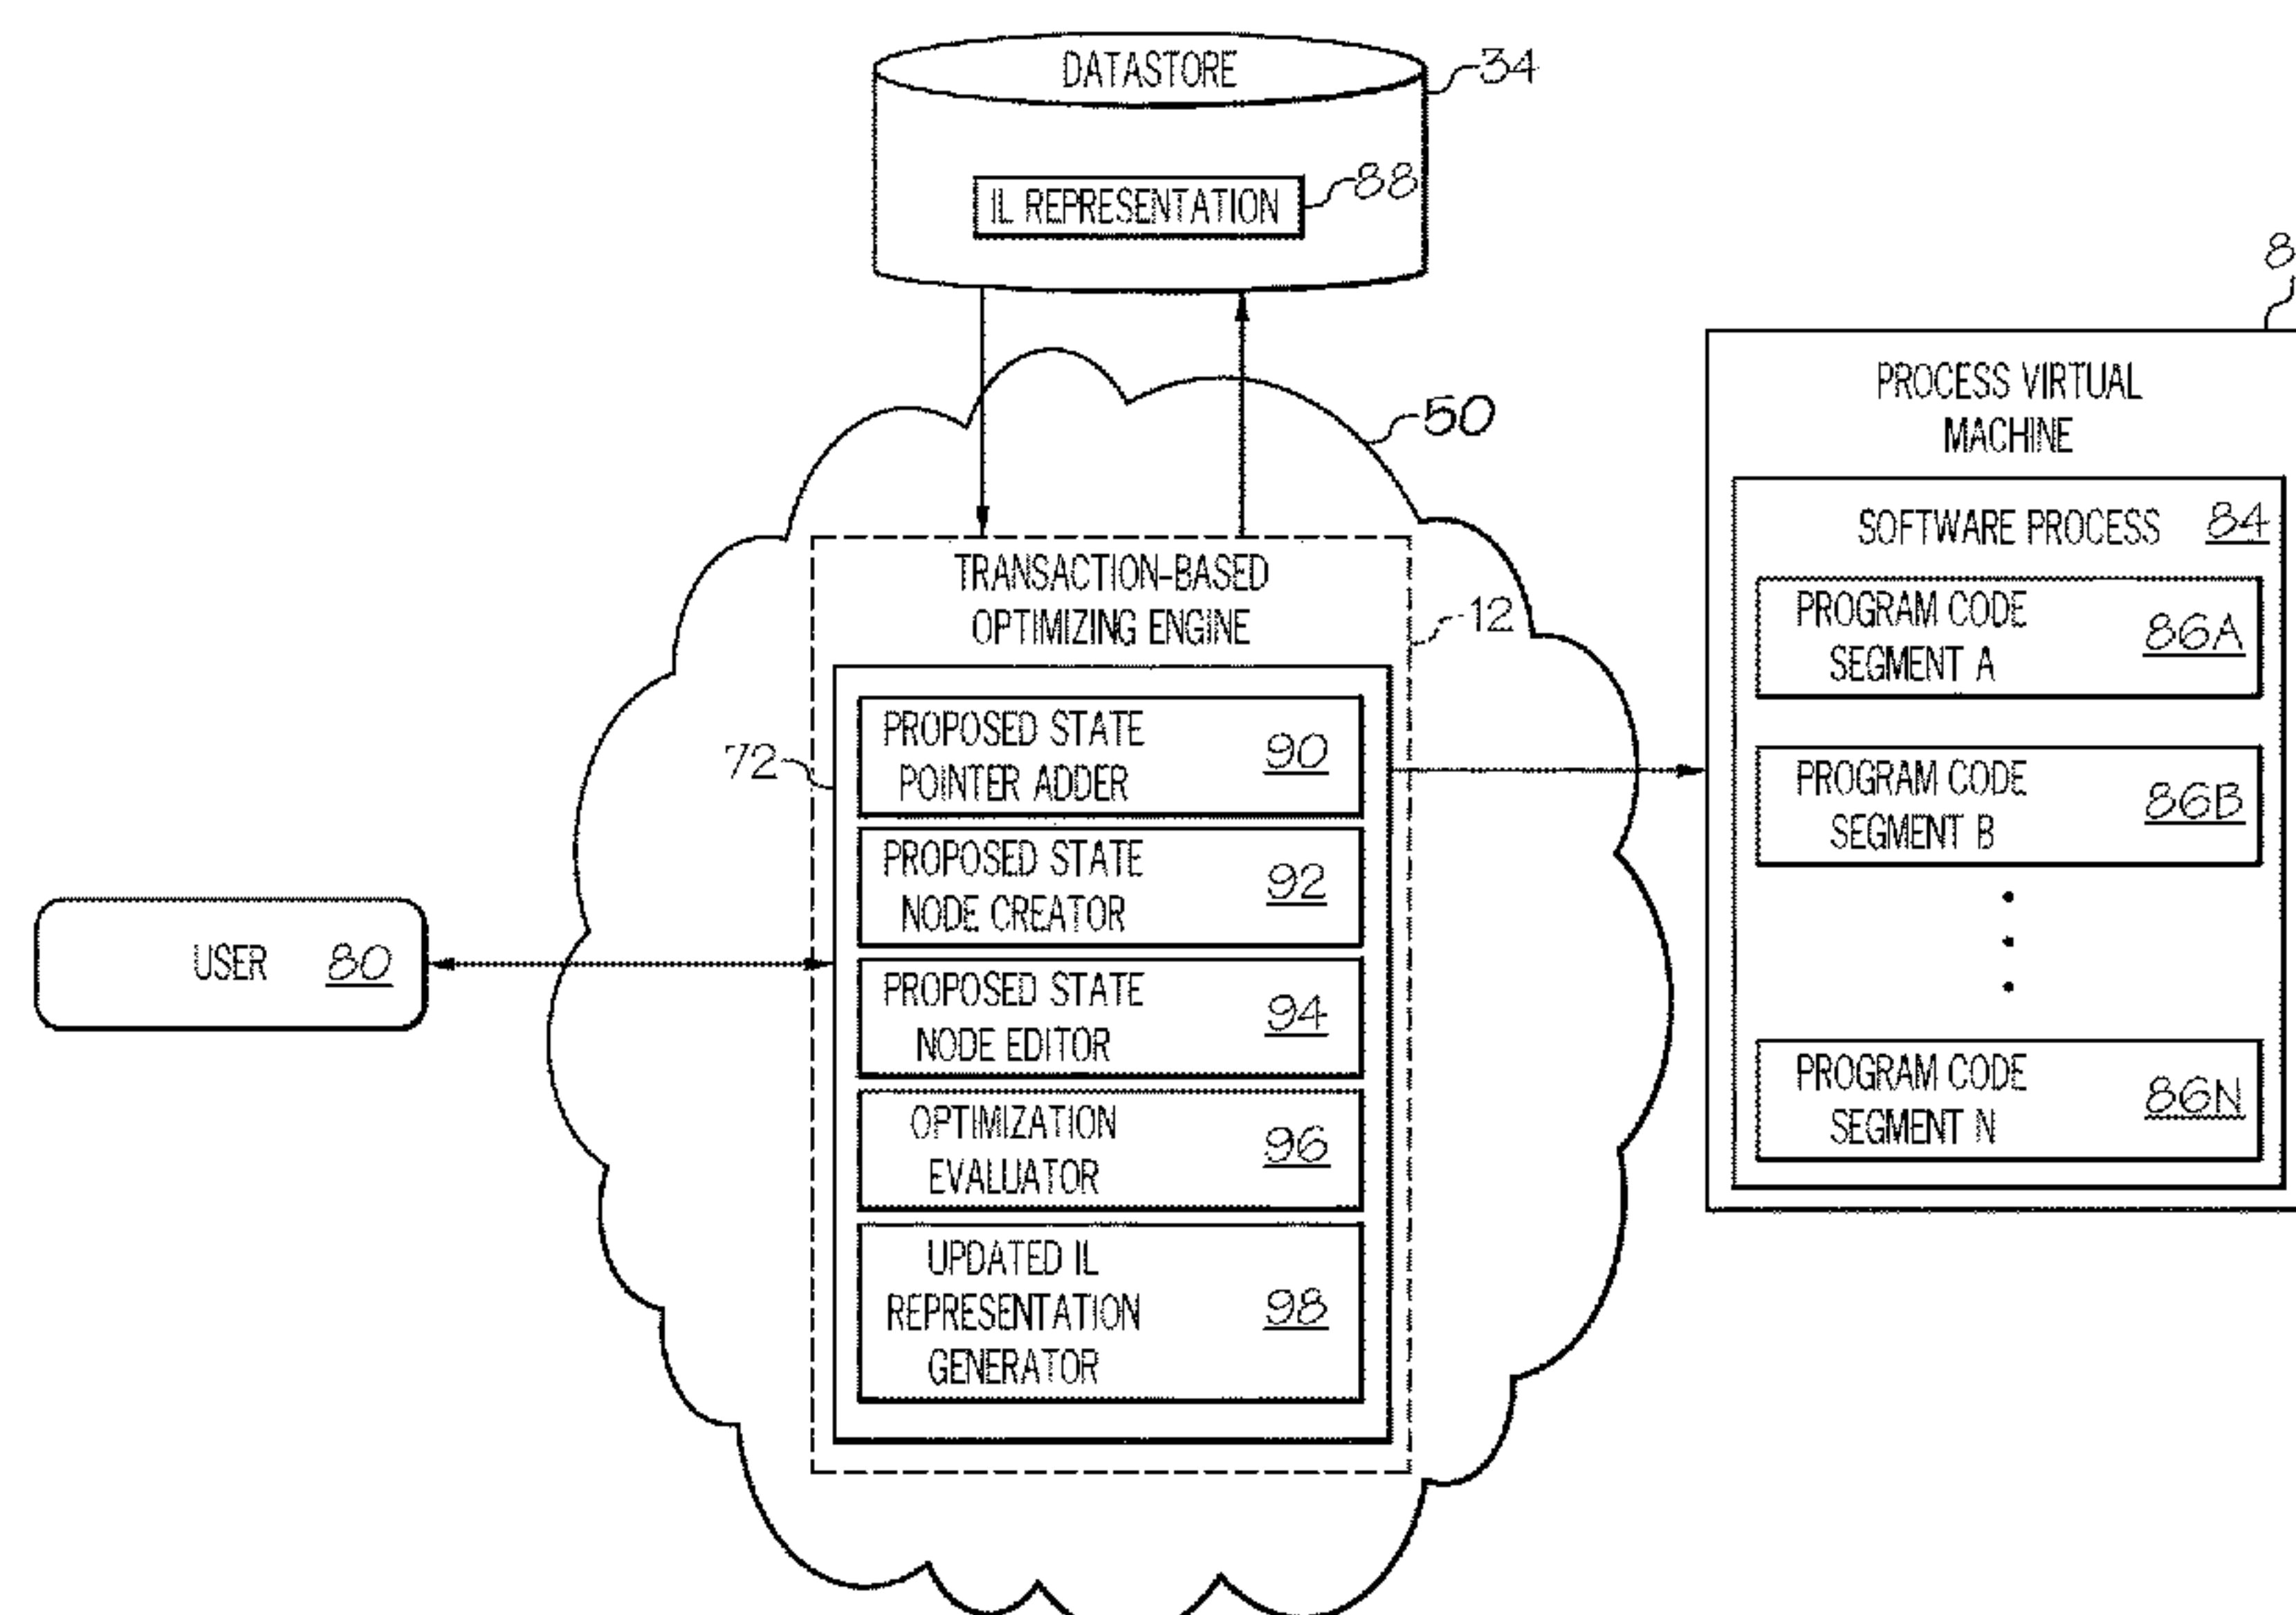 DATASTORE
34
IL REPRESENTATION
88
50
TRANSACTION-BASED
OPTIMIZING ENGINE
12
72
PROPOSED STATE
POINTER ADDER
90
PROPOSED STATE
NODE CREATOR
92
PROPOSED STATE
NODE EDITOR
94
OPTIMIZATION
EVALUATOR
96
UPDATED IL
REPRESENTATION
GENERATOR
98
USER 80
PROCESS VIRTUAL
MACHINE
SOFTWARE PROCESS 84
PROGRAM CODE
SEGMENT A
86A
PROGRAM CODE
SEGMENT B
86B
PROGRAM CODE
SEGMENT N
86N